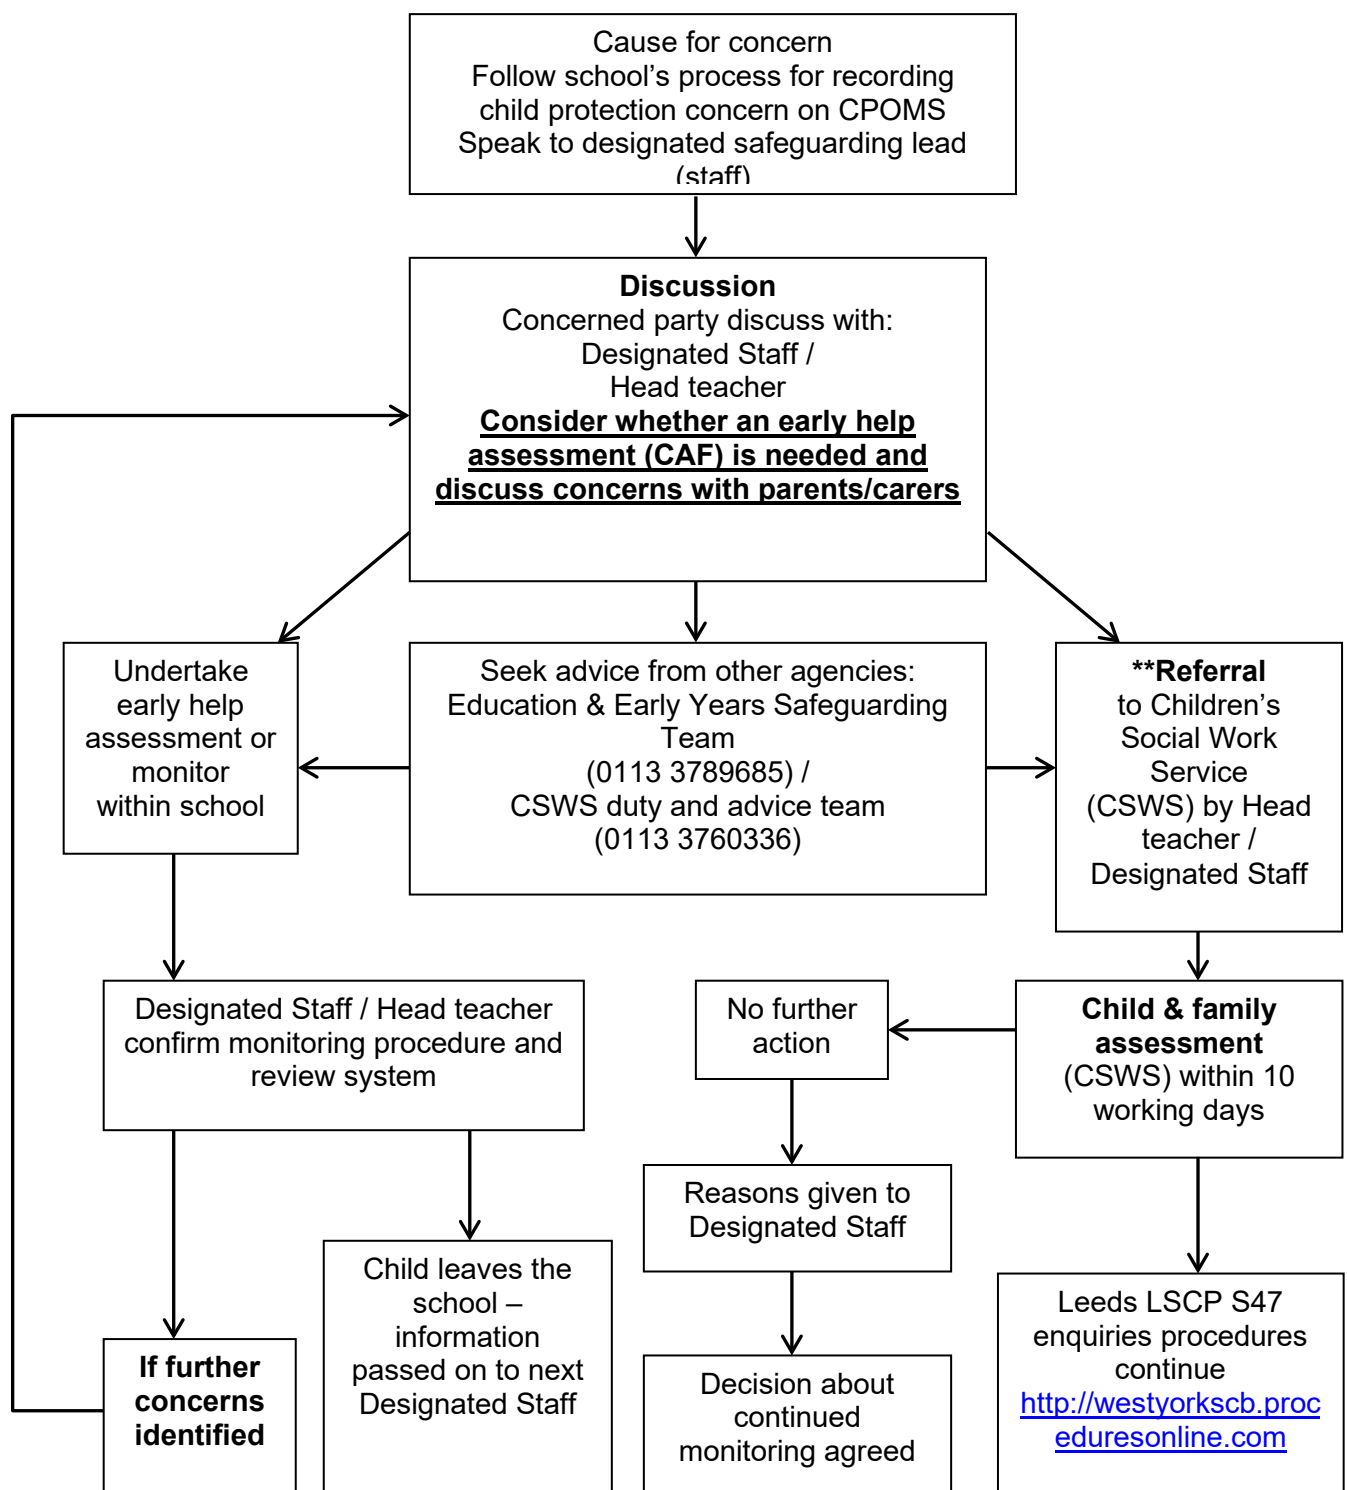 Cause for concern
Follow school’s process for recording
child protection concern on CPOMS
Speak to designated safeguarding lead
(staff)
Discussion
Concerned party discuss with:
Designated Staff /
Head teacher
Consider whether an early help
assessment (CAF) is needed and
discuss concerns with parents/carers
Undertake
early help
assessment or
monitor
within school
Seek advice from other agencies:
Education & Early Years Safeguarding
Team
(0113 3789685) /
CSWS duty and advice team
(0113 3760336)
**Referral
to Children’s
Social Work
Service
(CSWS) by Head
teacher /
Designated Staff
Designated Staff / Head teacher
confirm monitoring procedure and
review system
No further
action
Child & family
assessment
(CSWS) within 10
working days
Reasons given to
Designated Staff
Child leaves the
school –
information
passed on to next
Designated Staff
If further
concerns
identified
Decision about
continued
monitoring agreed
Leeds LSCP S47
enquiries procedures
continue
http://westyorkscb.proc
eduresonline.com